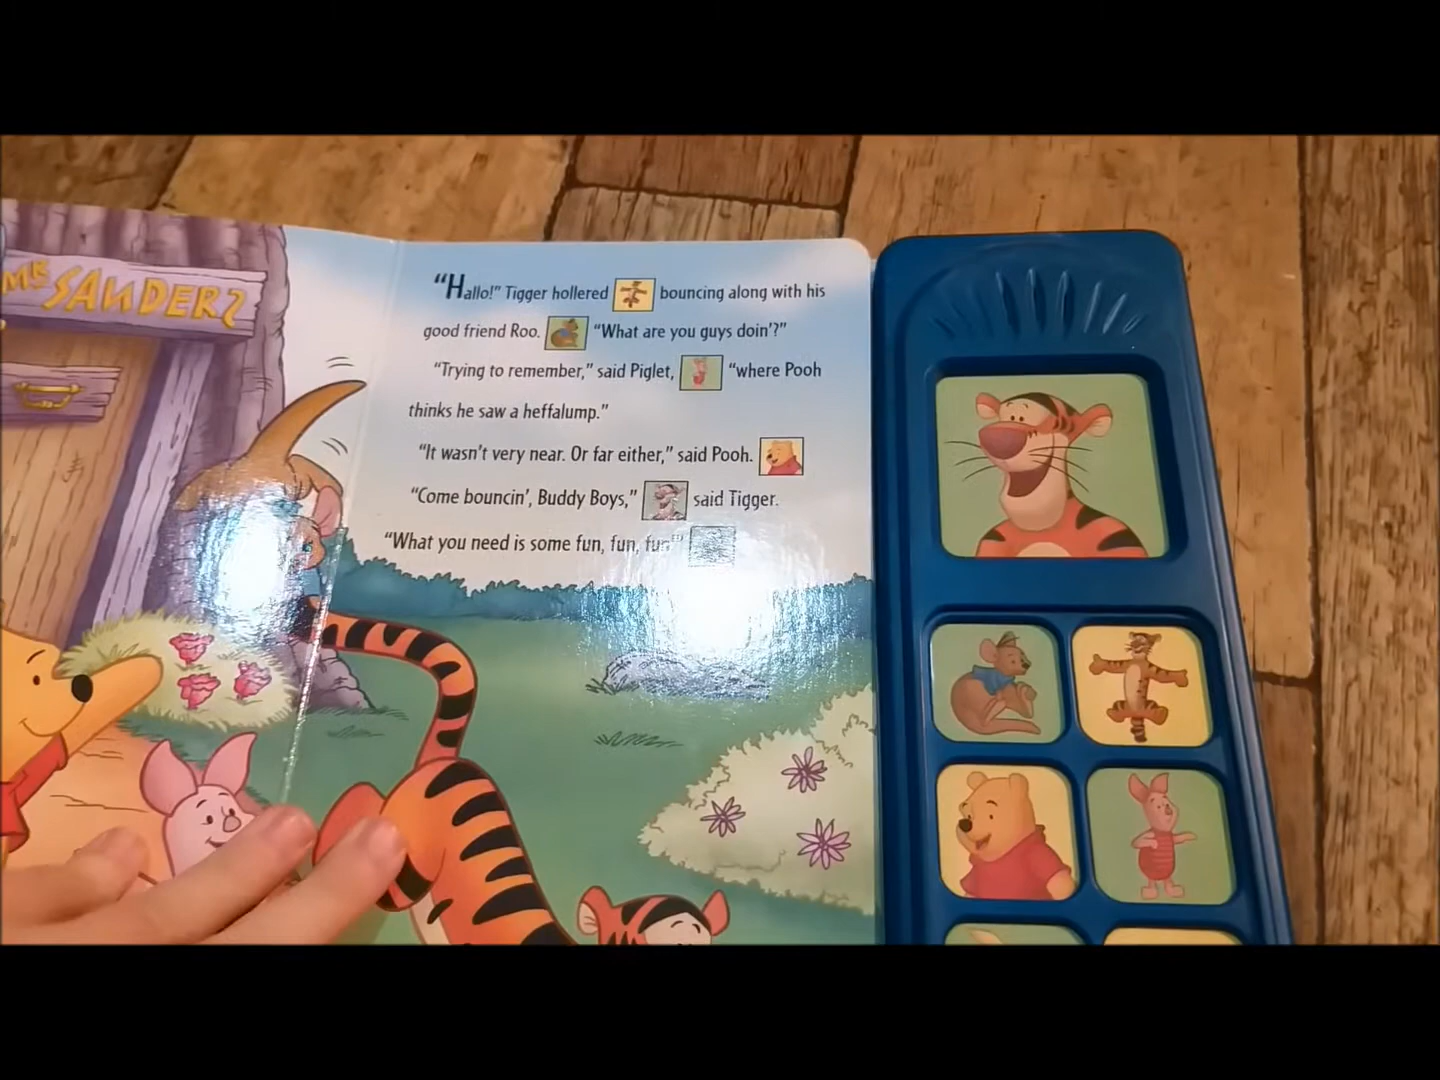 MR SANDERS
“Hallo!” Tigger hollered bouncing along with his
good friend Roo. “What are you guys doin’?”
“Trying to remember,” said Piglet, “where Pooh
thinks he saw a heffalump.”
“It wasn’t very near. Or far either,” said Pooh.
“Come bouncin’, Buddy Boys,” said Tigger.
“What you need is some fun, fun, fun!”